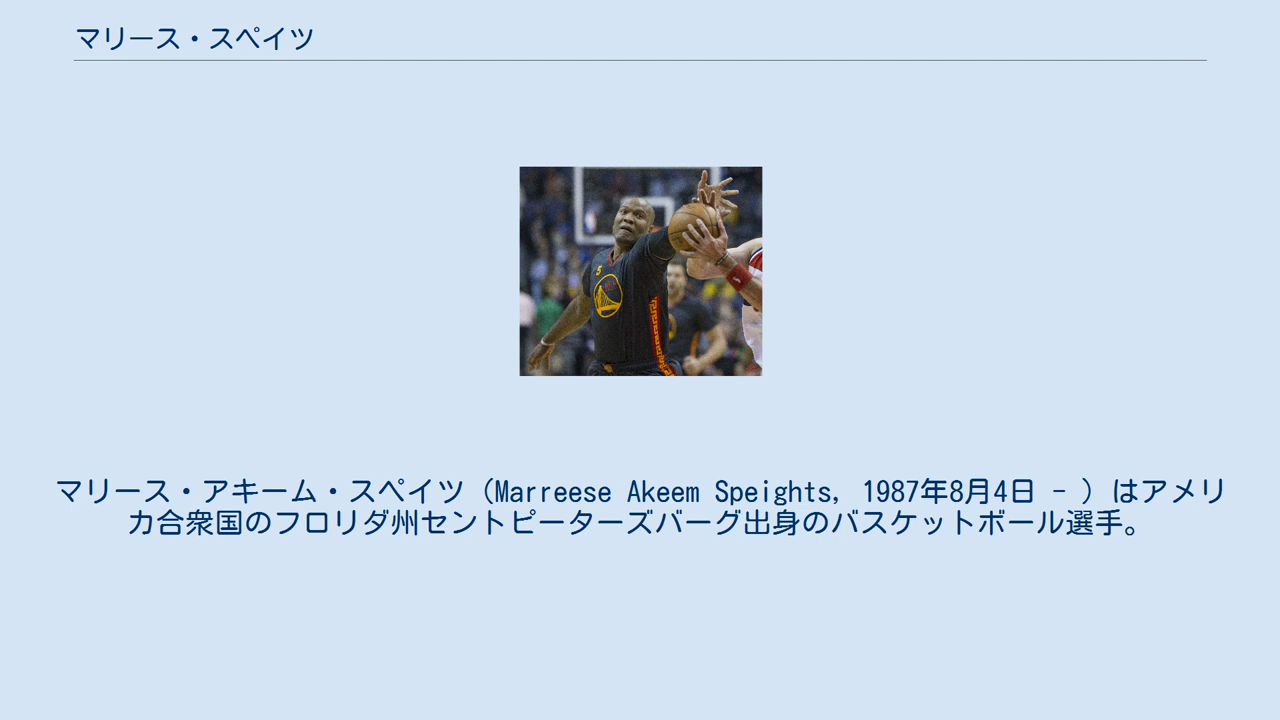 マリース・スペイツ
5
マリース・アキーム・スペイツ（Marreese Akeem Speights, 1987年8月4日 - ）はアメリ
カ合衆国のフロリダ州セントピーターズバーグ出身のバスケットボール選手。